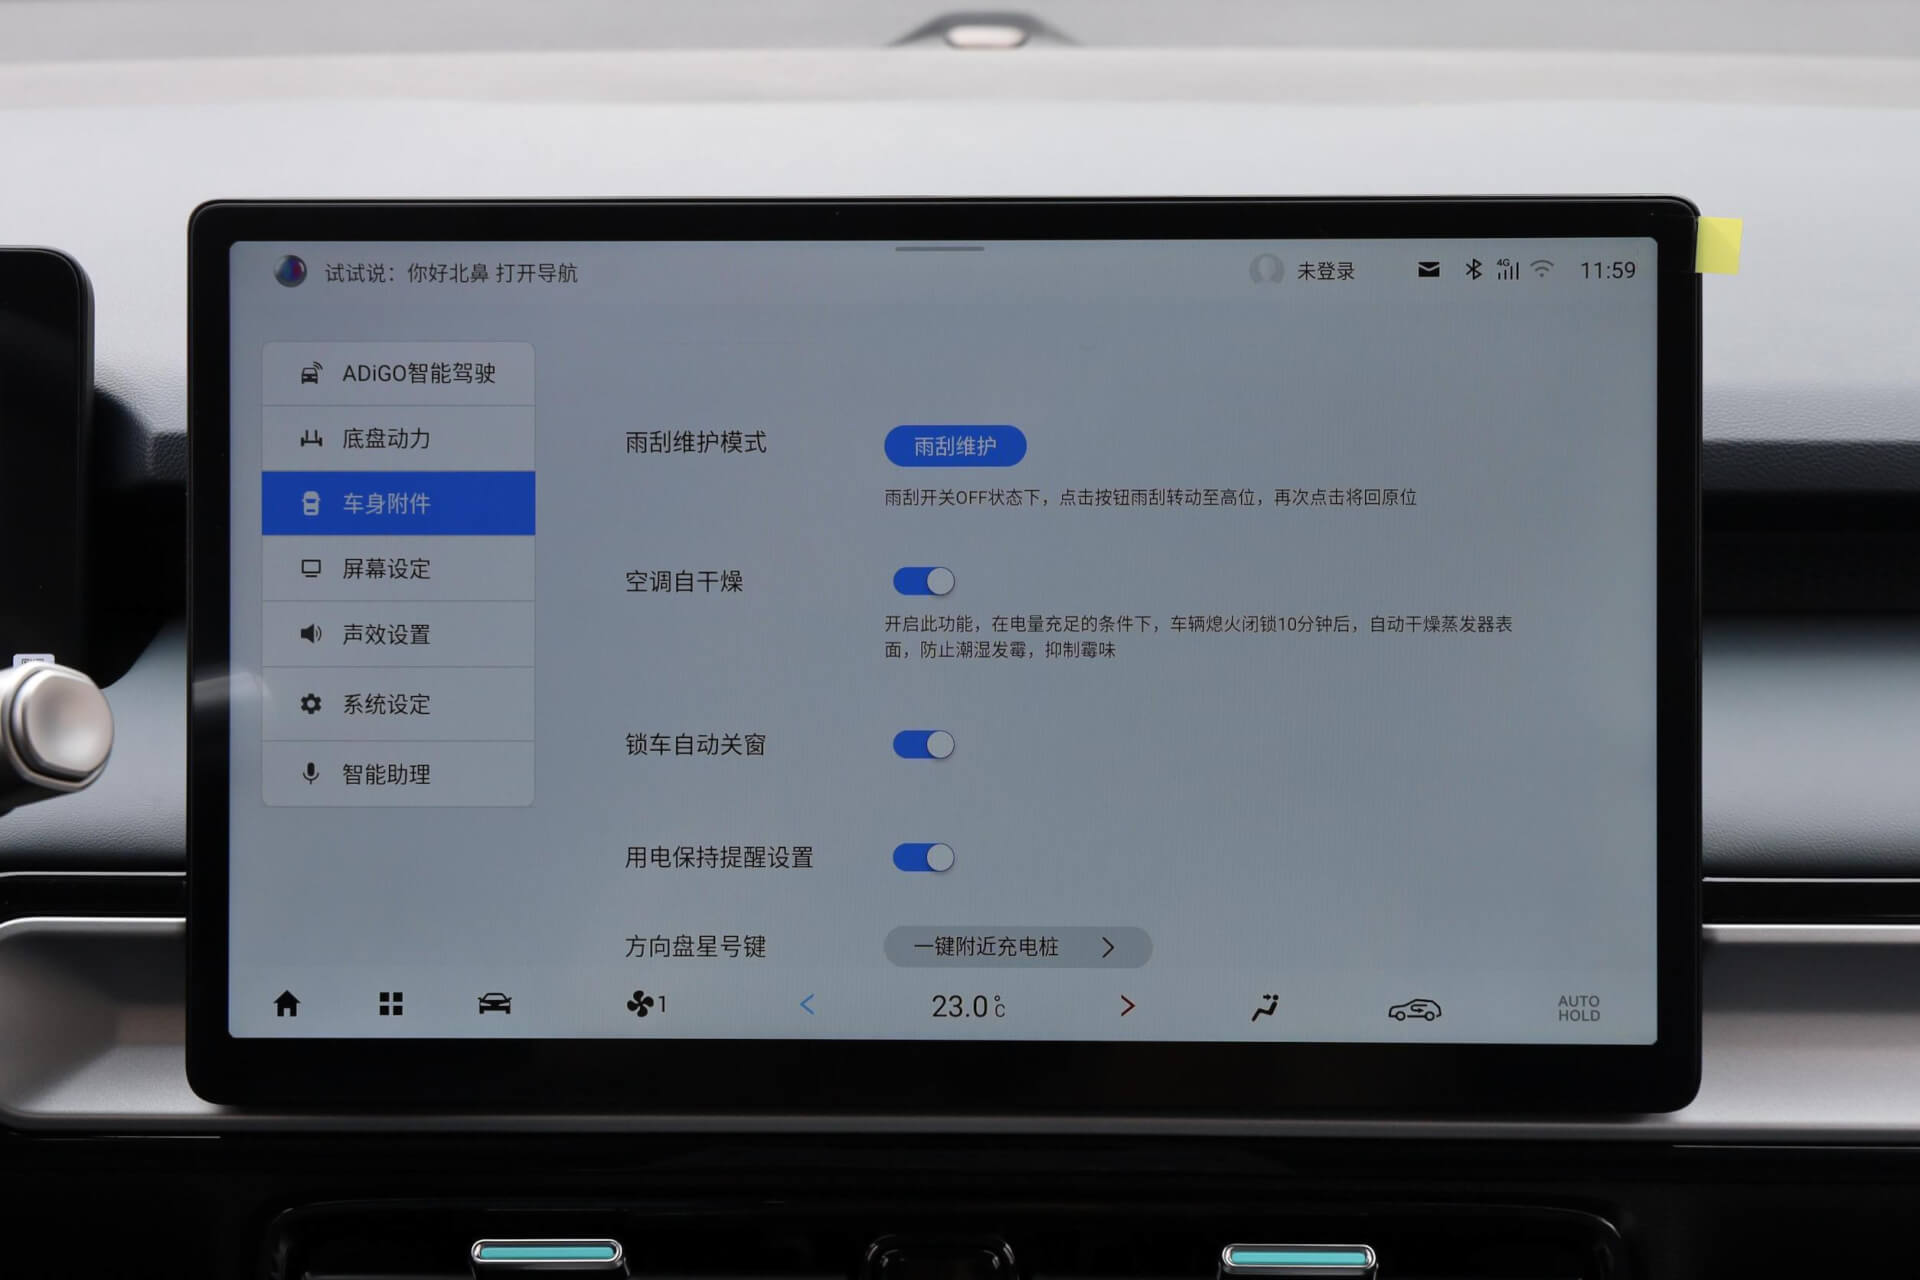 试试说：你好北鼻 打开导航
未登录
4G
11:59
ADiGO智能驾驶
底盘动力
车身附件
屏幕设定
声效设置
系统设定
智能助理
雨刮维护模式
雨刮维护
雨刮开关OFF状态下，点击按钮雨刮转动至高位，再次点击将回原位
空调自干燥
开启此功能，在电量充足的条件下，车辆熄火闭锁10分钟后，自动干燥蒸发器表
面，防止潮湿发霉，抑制霉味
锁车自动关窗
用电保持提醒设置
方向盘星号键
一键附近充电桩
1
23.0℃
AUTO
HOLD